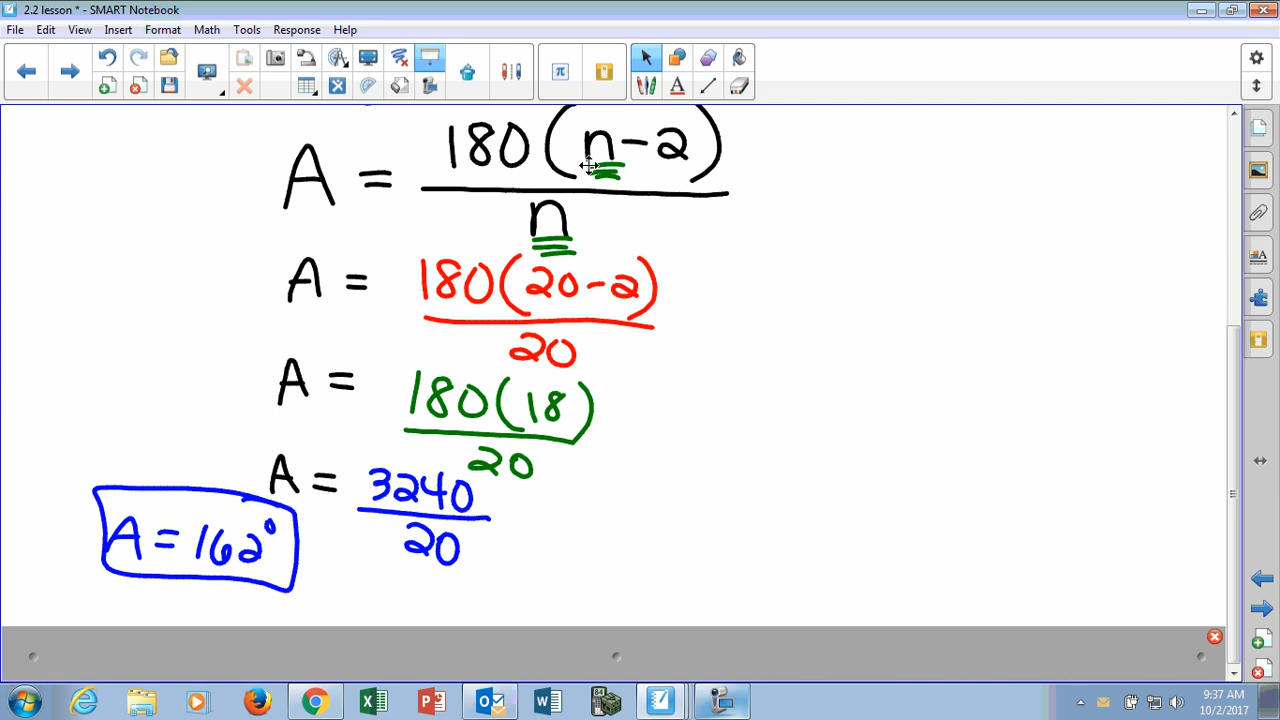 2.2 lesson * - SMART Notebook
File Edit View Insert Format Math Tools Response Help
A = 180(n-2)
n
A = 180(20-2)
20
A = 180(18)
20
A = 3240
20
A = 162°
9:37 AM
10/2/2017